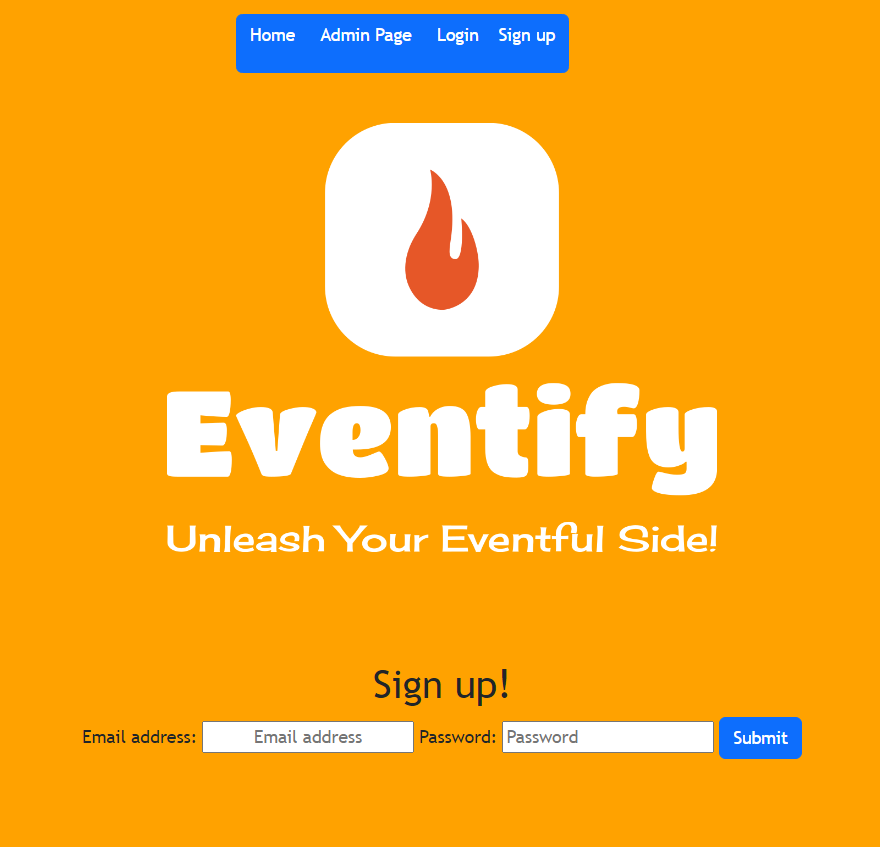 Home Admin Page Login Sign up
Eventify
Unleash Your Eventful Side!
Sign up!
Email address: Email address Password: Password Submit